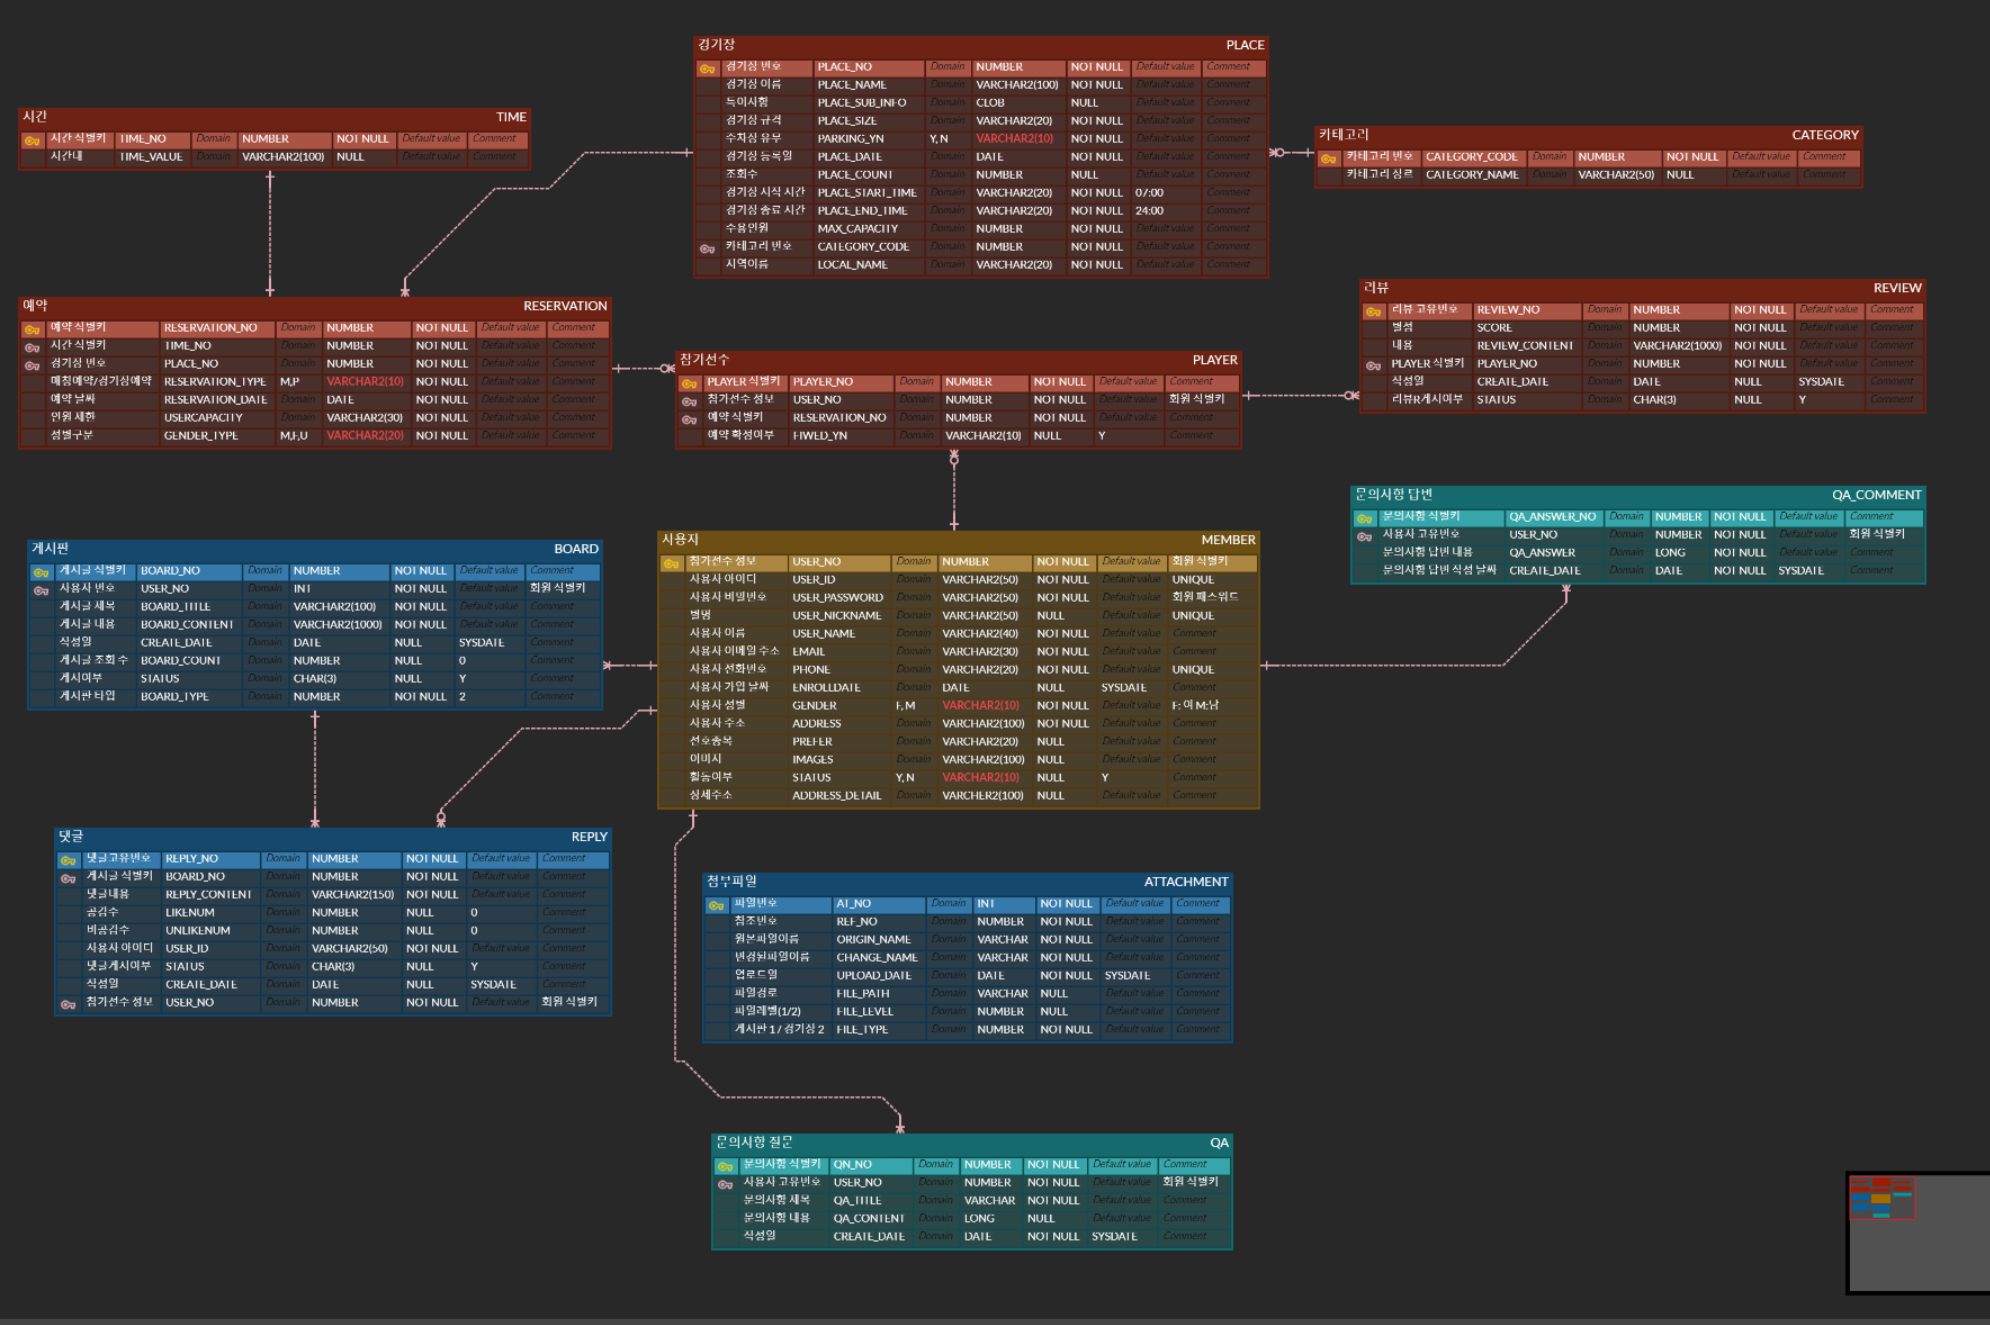 경기장 PLACE
경기장 번호 PLACE_NO Domain NUMBER NOT NULL Default value Comment
경기장 이름 PLACE_NAME Domain VARCHAR2(100) NOT NULL Default value Comment
특이사항 PLACE_SUB_INFO Domain CLOB NULL Default value Comment
경기장 규격 PLACE_SIZE Domain VARCHAR2(20) NOT NULL Default value Comment
주차장 유무 PARKING_YN Y, N VARCHAR2(10) NOT NULL Default value Comment
경기장 등록일 PLACE_DATE Domain DATE NOT NULL Default value Comment
조회수 PLACE_COUNT Domain NUMBER NULL Default value Comment
경기장 시작 시간 PLACE_START_TIME Domain VARCHAR2(20) NOT NULL 07:00 Comment
경기장 종료 시간 PLACE_END_TIME Domain VARCHAR2(20) NOT NULL 24:00 Comment
수용인원 MAX_CAPACITY Domain NUMBER NOT NULL Default value Comment
카테고리 번호 CATEGORY_CODE Domain NUMBER NOT NULL Default value Comment
지역이름 LOCAL_NAME Domain VARCHAR2(20) NOT NULL Default value Comment
시간 TIME
시간 식별키 TIME_NO Domain NUMBER NOT NULL Default value Comment
시간대 TIME_VALUE Domain VARCHAR2(100) NULL Default value Comment
카테고리 CATEGORY
카테고리 번호 CATEGORY_CODE Domain NUMBER NOT NULL Default value Comment
카테고리 장르 CATEGORY_NAME Domain VARCHAR2(50) NULL Default value Comment
예약 RESERVATION
예약 식별키 RESERVATION_NO Domain NUMBER NOT NULL Default value Comment
시간 식별키 TIME_NO Domain NUMBER NOT NULL Default value Comment
경기장 번호 PLACE_NO Domain NUMBER NOT NULL Default value Comment
매칭예약/경기장예약 RESERVATION_TYPE M,P VARCHAR2(10) NOT NULL Default value Comment
예약 날짜 RESERVATION_DATE Domain DATE NOT NULL Default value Comment
인원 제한 USERCAPACITY Domain VARCHAR2(30) NOT NULL Default value Comment
성별구분 GENDER_TYPE M,F,U VARCHAR2(20) NOT NULL Default value Comment
참가선수 PLAYER
PLAYER 식별키 PLAYER_NO Domain NUMBER NOT NULL Default value Comment
참가선수 정보 USER_NO Domain NUMBER NOT NULL Default value 회원 식별키
예약 식별키 RESERVATION_NO Domain NUMBER NOT NULL Default value Comment
예약 확정여부 FIWED_YN Domain VARCHAR2(10) NULL Y Comment
리뷰 REVIEW
리뷰 고유번호 REVIEW_NO Domain NUMBER NOT NULL Default value Comment
별점 SCORE Domain NUMBER NOT NULL Default value Comment
내용 REVIEW_CONTENT Domain VARCHAR2(1000) NOT NULL Default value Comment
PLAYER 식별키 PLAYER_NO Domain NUMBER NOT NULL Default value Comment
작성일 CREATE_DATE Domain DATE NULL SYSDATE Comment
리뷰R게시여부 STATUS Domain CHAR(3) NULL Y Comment
문의사항 답변 QA_COMMENT
문의사항 식별키 QA_ANSWER_NO Domain NUMBER NOT NULL Default value Comment
사용자 고유번호 USER_NO Domain NUMBER NOT NULL Default value 회원 식별키
문의사항 답변 내용 QA_ANSWER Domain LONG NOT NULL Default value Comment
문의사항 답변 작성 날짜 CREATE_DATE Domain DATE NOT NULL SYSDATE Comment
게시판 BOARD
게시글 식별키 BOARD_NO Domain NUMBER NOT NULL Default value Comment
사용자 번호 USER_NO Domain INT NOT NULL Default value 회원 식별키
게시글 제목 BOARD_TITLE Domain VARCHAR2(100) NOT NULL Default value Comment
게시글 내용 BOARD_CONTENT Domain VARCHAR2(1000) NOT NULL Default value Comment
작성일 CREATE_DATE Domain DATE NULL SYSDATE Comment
게시글 조회 수 BOARD_COUNT Domain NUMBER NULL 0 Comment
게시여부 STATUS Domain CHAR(3) NULL Y Comment
게시판 타입 BOARD_TYPE Domain NUMBER NOT NULL 2 Comment
사용자 MEMBER
참가선수 정보 USER_NO Domain NUMBER NOT NULL Default value 회원 식별키
사용자 아이디 USER_ID Domain VARCHAR2(50) NOT NULL Default value UNIQUE
사용자 비밀번호 USER_PASSWORD Domain VARCHAR2(50) NOT NULL Default value 회원 패스워드
별명 USER_NICKNAME Domain VARCHAR2(50) NULL Default value UNIQUE
사용자 이름 USER_NAME Domain VARCHAR2(40) NOT NULL Default value Comment
사용자 이메일 주소 EMAIL Domain VARCHAR2(30) NOT NULL Default value Comment
사용자 전화번호 PHONE Domain VARCHAR2(20) NOT NULL Default value UNIQUE
사용자 가입 날짜 ENROLLDATE Domain DATE NULL SYSDATE Comment
사용자 성별 GENDER F, M VARCHAR2(10) NOT NULL Default value F: 여 M:남
사용자 주소 ADDRESS Domain VARCHAR2(100) NOT NULL Default value Comment
선호종목 PREFER Domain VARCHAR2(20) NULL Default value Comment
이미지 IMAGES Domain VARCHAR2(100) NULL Default value Comment
활동여부 STATUS Y, N VARCHAR2(10) NULL Y Comment
상세주소 ADDRESS_DETAIL Domain VARCHER2(100) NULL Default value Comment
댓글 REPLY
댓글고유번호 REPLY_NO Domain NUMBER NOT NULL Default value Comment
게시글 식별키 BOARD_NO Domain NUMBER NOT NULL Default value Comment
댓글내용 REPLY_CONTENT Domain VARCHAR2(150) NOT NULL Default value Comment
공감수 LIKENUM Domain NUMBER NULL 0 Comment
비공감수 UNLIKENUM Domain NUMBER NULL 0 Comment
사용자 아이디 USER_ID Domain VARCHAR2(50) NOT NULL Default value Comment
댓글게시여부 STATUS Domain CHAR(3) NULL Y Comment
작성일 CREATE_DATE Domain DATE NULL SYSDATE Comment
참가선수 정보 USER_NO Domain NUMBER NOT NULL Default value 회원 식별키
첨부파일 ATTACHMENT
파일번호 AT_NO Domain INT NOT NULL Default value Comment
참조번호 REF_NO Domain NUMBER NOT NULL Default value Comment
원본파일이름 ORIGIN_NAME Domain VARCHAR NOT NULL Default value Comment
변경된파일이름 CHANGE_NAME Domain VARCHAR NOT NULL Default value Comment
업로드일 UPLOAD_DATE Domain DATE NOT NULL SYSDATE Comment
파일경로 FILE_PATH Domain VARCHAR NULL Default value Comment
파일레벨(1/2) FILE_LEVEL Domain NUMBER NULL Default value Comment
게시판 1 / 경기장 2 FILE_TYPE Domain NUMBER NOT NULL Default value Comment
문의사항 질문 QA
문의사항 식별키 QN_NO Domain NUMBER NOT NULL Default value Comment
사용자 고유번호 USER_NO Domain NUMBER NOT NULL Default value 회원 식별키
문의사항 제목 QA_TITLE Domain VARCHAR NOT NULL Default value Comment
문의사항 내용 QA_CONTENT Domain LONG NULL Default value Comment
작성일 CREATE_DATE Domain DATE NOT NULL SYSDATE Comment